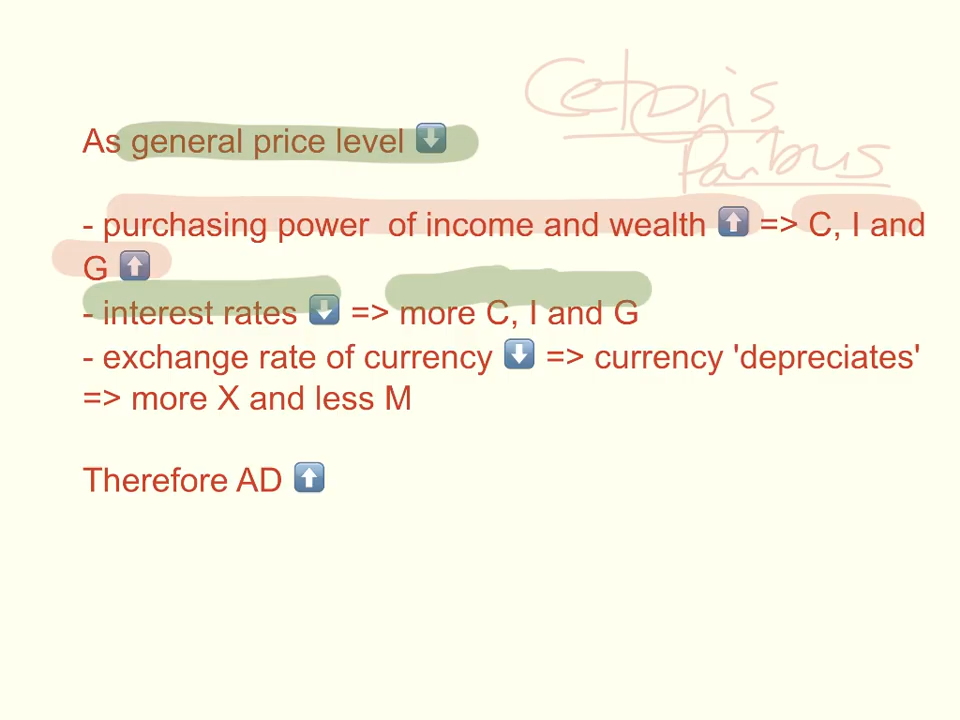 Ceteris
Paribus
As general price level ⬇️
- purchasing power of income and wealth ⬆️ => C, I and
G ⬆️
- interest rates ⬇️ => more C, I and G
- exchange rate of currency ⬇️ => currency 'depreciates'
=> more X and less M
Therefore AD ⬆️